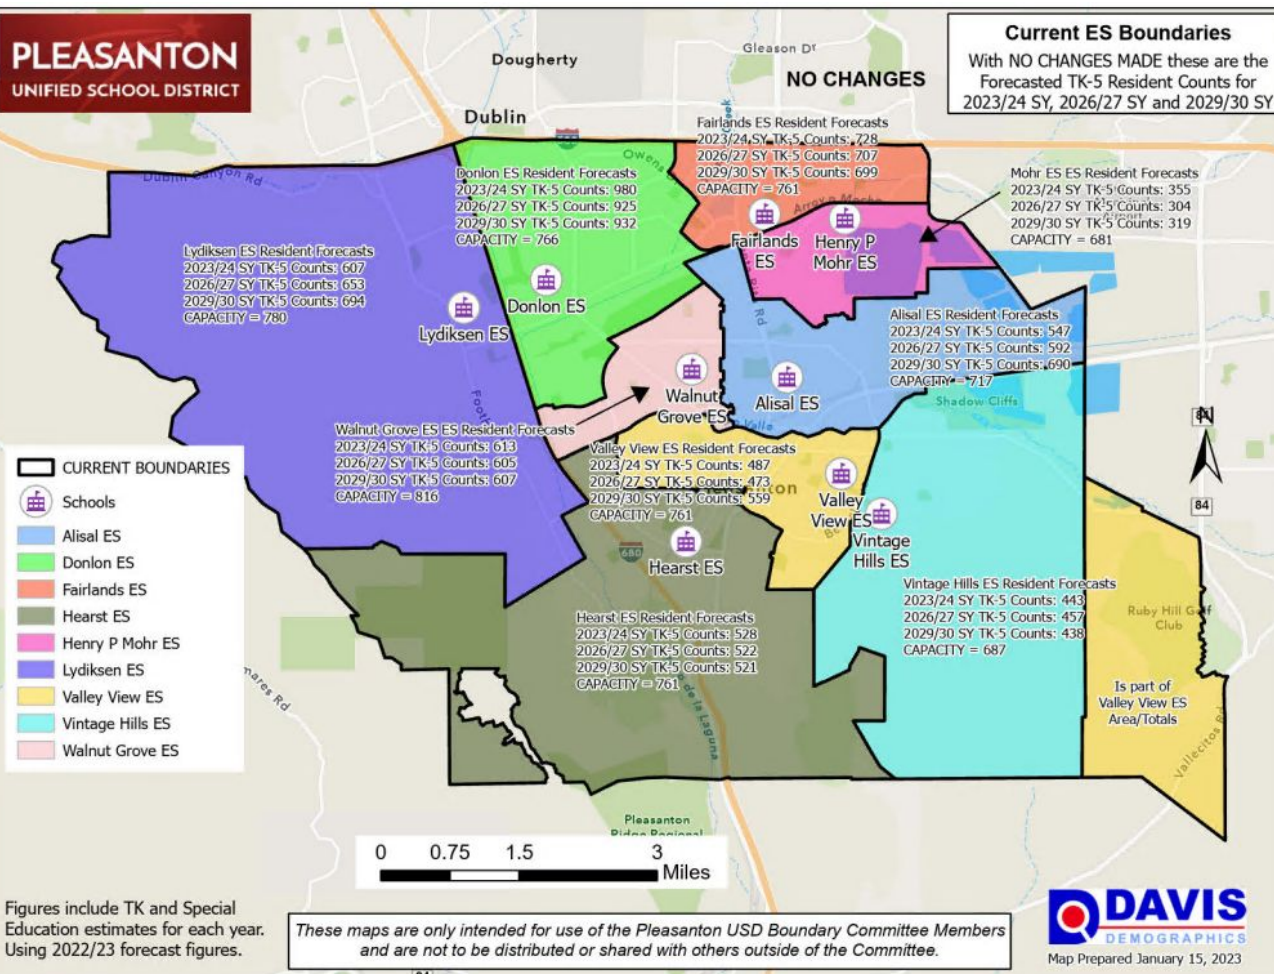 PLEASANTON
UNIFIED SCHOOL DISTRICT
Current ES Boundaries
With NO CHANGES MADE these are the
Forecasted TK-5 Resident Counts for
2023/24 SY, 2026/27 SY and 2029/30 SY
Dougherty
Gleason Dr
NO CHANGES
Dublin
Dublin Canyon Rd
Owens
Creek
Fairlands ES Resident Forecasts
2023/24 SY TK-5 Counts: 728
2026/27 SY TK-5 Counts: 707
2029/30 SY TK-5 Counts: 699
CAPACITY = 761
Donlon ES Resident Forecasts
2023/24 SY TK-5 Counts: 980
2026/27 SY TK-5 Counts: 925
2029/30 SY TK-5 Counts: 932
CAPACITY = 766
Mohr ES ES Resident Forecasts
2023/24 SY TK-5 Counts: 355
2026/27 SY TK-5 Counts: 304
2029/30 SY TK-5 Counts: 319
CAPACITY = 681
Airport
Arroyo Mocho
Fairlands
ES
Henry P
Mohr ES
Lydiksen ES Resident Forecasts
2023/24 SY TK-5 Counts: 607
2026/27 SY TK-5 Counts: 653
2029/30 SY TK-5 Counts: 694
CAPACITY = 780
Donlon ES
Lydiksen ES
Rd
Alisal ES Resident Forecasts
2023/24 SY TK-5 Counts: 547
2026/27 SY TK-5 Counts: 592
2029/30 SY TK-5 Counts: 690
CAPACITY = 717
Walnut
Grove ES
Alisal ES
Shadow Cliffs
Valle
Footh
Walnut Grove ES ES Resident Forecasts
2023/24 SY TK-5 Counts: 613
2026/27 SY TK-5 Counts: 605
2029/30 SY TK-5 Counts: 607
CAPACITY = 816
Valley View ES Resident Forecasts
2023/24 SY TK-5 Counts: 487
2026/27 SY TK-5 Counts: 473
2029/30 SY TK-5 Counts: 559
CAPACITY = 761
Valley
View ES
Vintage
Hills ES
N
84
84
680
Hearst ES
CURRENT BOUNDARIES
Schools
Alisal ES
Donlon ES
Fairlands ES
Hearst ES
Henry P Mohr ES
Lydiksen ES
Valley View ES
Vintage Hills ES
Walnut Grove ES
Hearst ES Resident Forecasts
2023/24 SY TK-5 Counts: 528
2026/27 SY TK-5 Counts: 522
2029/30 SY TK-5 Counts: 521
CAPACITY = 761
Vintage Hills ES Resident Forecasts
2023/24 SY TK-5 Counts: 443
2026/27 SY TK-5 Counts: 457
2029/30 SY TK-5 Counts: 438
CAPACITY = 687
Ruby Hill Golf
Club
Is part of
Valley View ES
Area/Totals
Vallecitos Rd
mares Rd
de la Laguna
Pleasanton
Ridge Regional
0 0.75 1.5 3
Miles
Figures include TK and Special
Education estimates for each year.
Using 2022/23 forecast figures.
These maps are only intended for use of the Pleasanton USD Boundary Committee Members
and are not to be distributed or shared with others outside of the Committee.
DAVIS
DEMOGRAPHICS
Map Prepared January 15, 2023